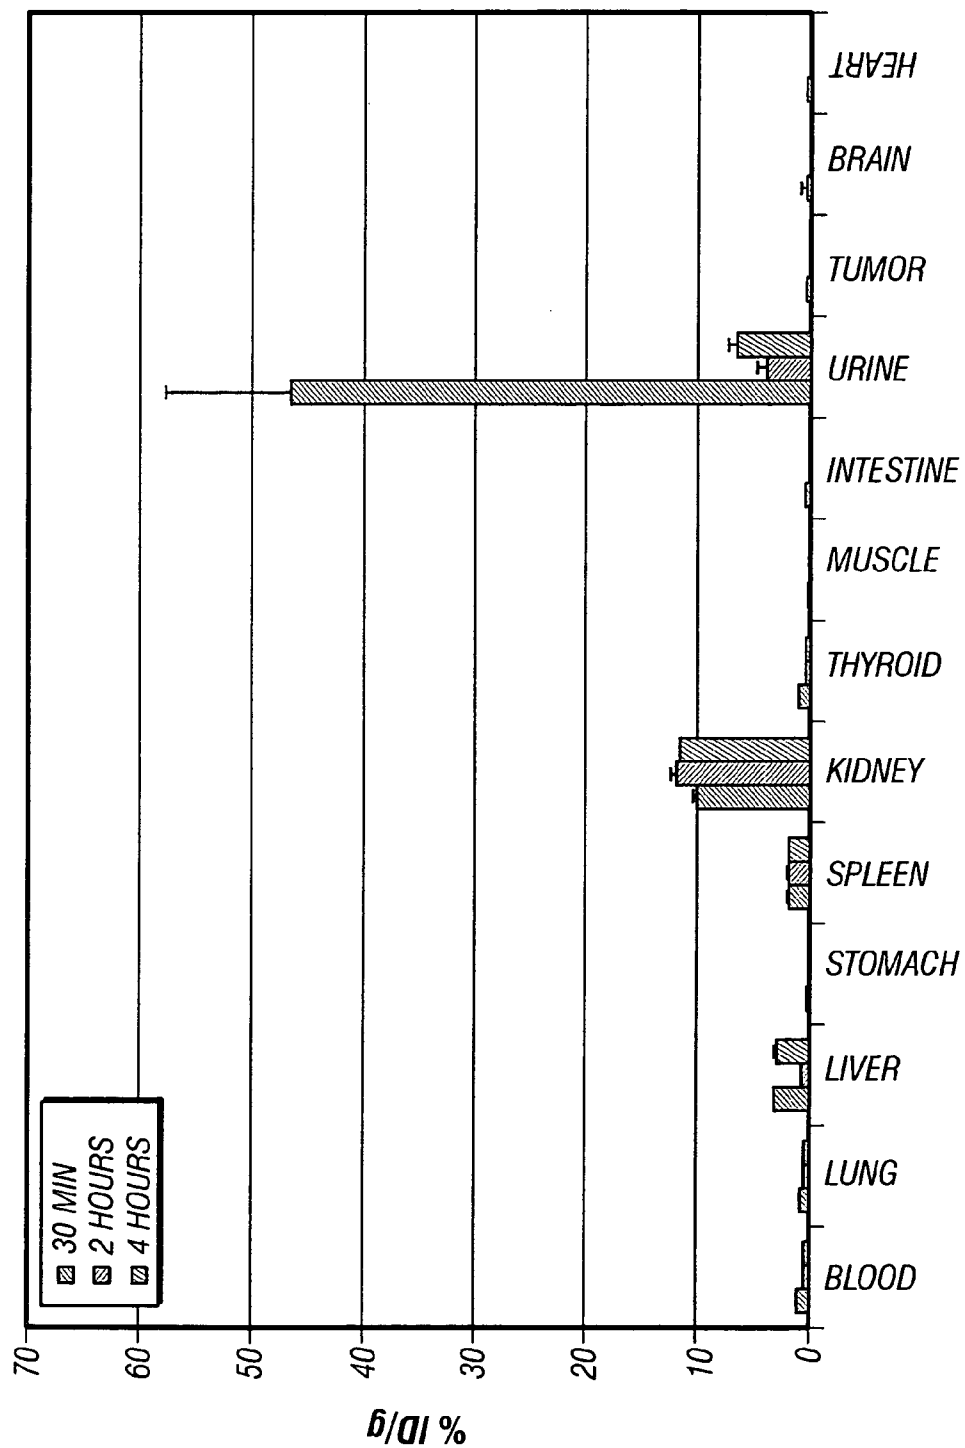 % ID/g
70
60
50
40
30
20
10
0
30 MIN
2 HOURS
4 HOURS
BLOOD
LUNG
LIVER
STOMACH
SPLEEN
KIDNEY
THYROID
MUSCLE
INTESTINE
URINE
TUMOR
BRAIN
HEART